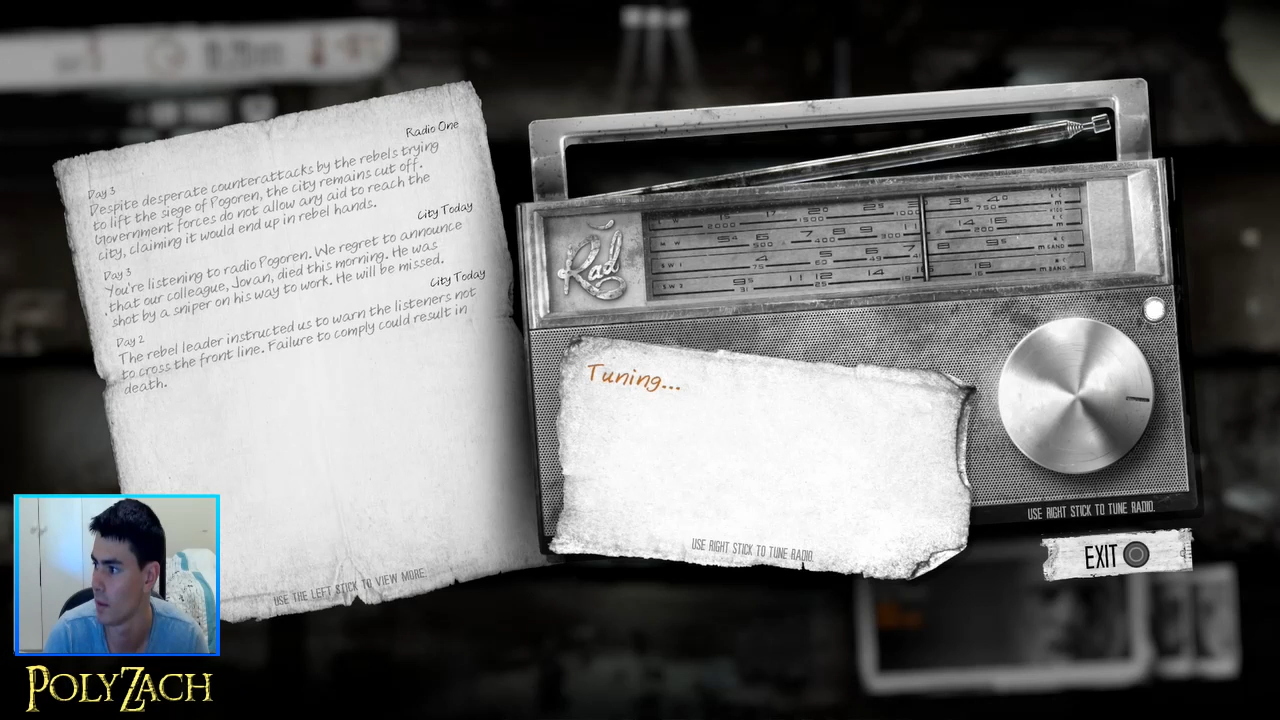 Radio One
Day 3
Despite desperate counterattacks by the rebels trying
to lift the siege of Pogoren, the city remains cut off.
Government forces do not allow any aid to reach the
city, claiming it would end up in rebel hands.
City Today
Day 3
You're listening to radio Pogoren. We regret to announce
that our colleague, Jovan, died this morning. He was
shot by a sniper on his way to work. He will be missed.
City Today
Day 2
The rebel leader instructed us to warn the listeners not
to cross the front line. Failure to comply could result in
death.
USE THE LEFT STICK TO VIEW MORE.
Rad
Tuning...
USE RIGHT STICK TO TUNE RADIO.
USE RIGHT STICK TO TUNE RADIO.
EXIT
POLYZACH